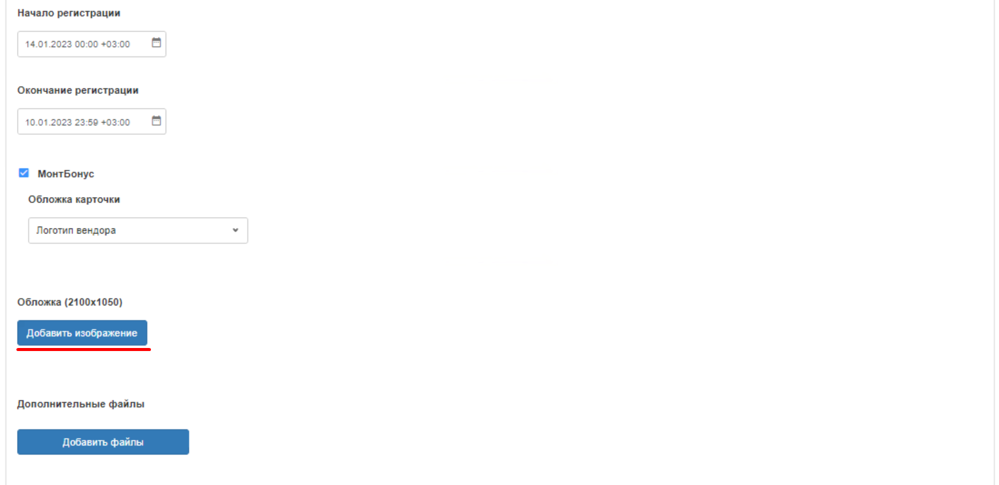 Начало регистрации
14.01.2023 00:00 +03:00
Окончание регистрации
10.01.2023 23:59 +03:00
МонтБонус
Обложка карточки
Логотип вендора
Обложка (2100x1050)
Добавить изображение
Дополнительные файлы
Добавить файлы